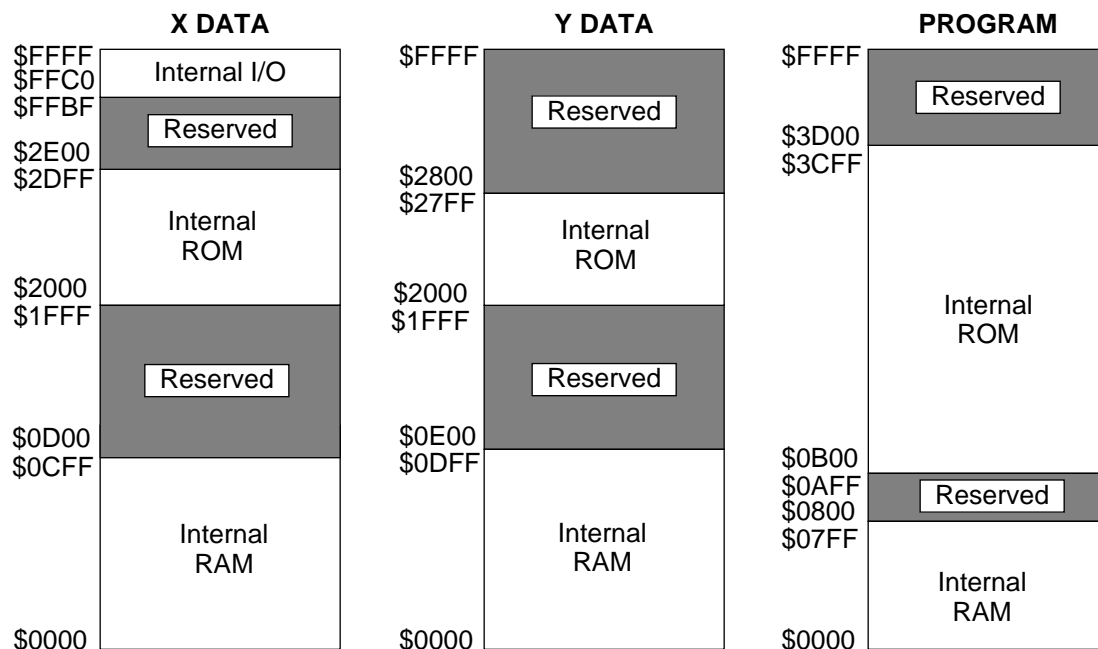 X DATA
$FFFF
$FFC0
Internal I/O
$FFBF
Reserved
$2E00
$2DFF
Internal
ROM
$2000
$1FFF
Reserved
$0D00
$0CFF
Internal
RAM
$0000
Y DATA
$FFFF
Reserved
$2800
$27FF
Internal
ROM
$2000
$1FFF
Reserved
$0E00
$0DFF
Internal
RAM
$0000
PROGRAM
$FFFF
Reserved
$3D00
$3CFF
Internal
ROM
$0B00
$0AFF
Reserved
$0800
$07FF
Internal
RAM
$0000